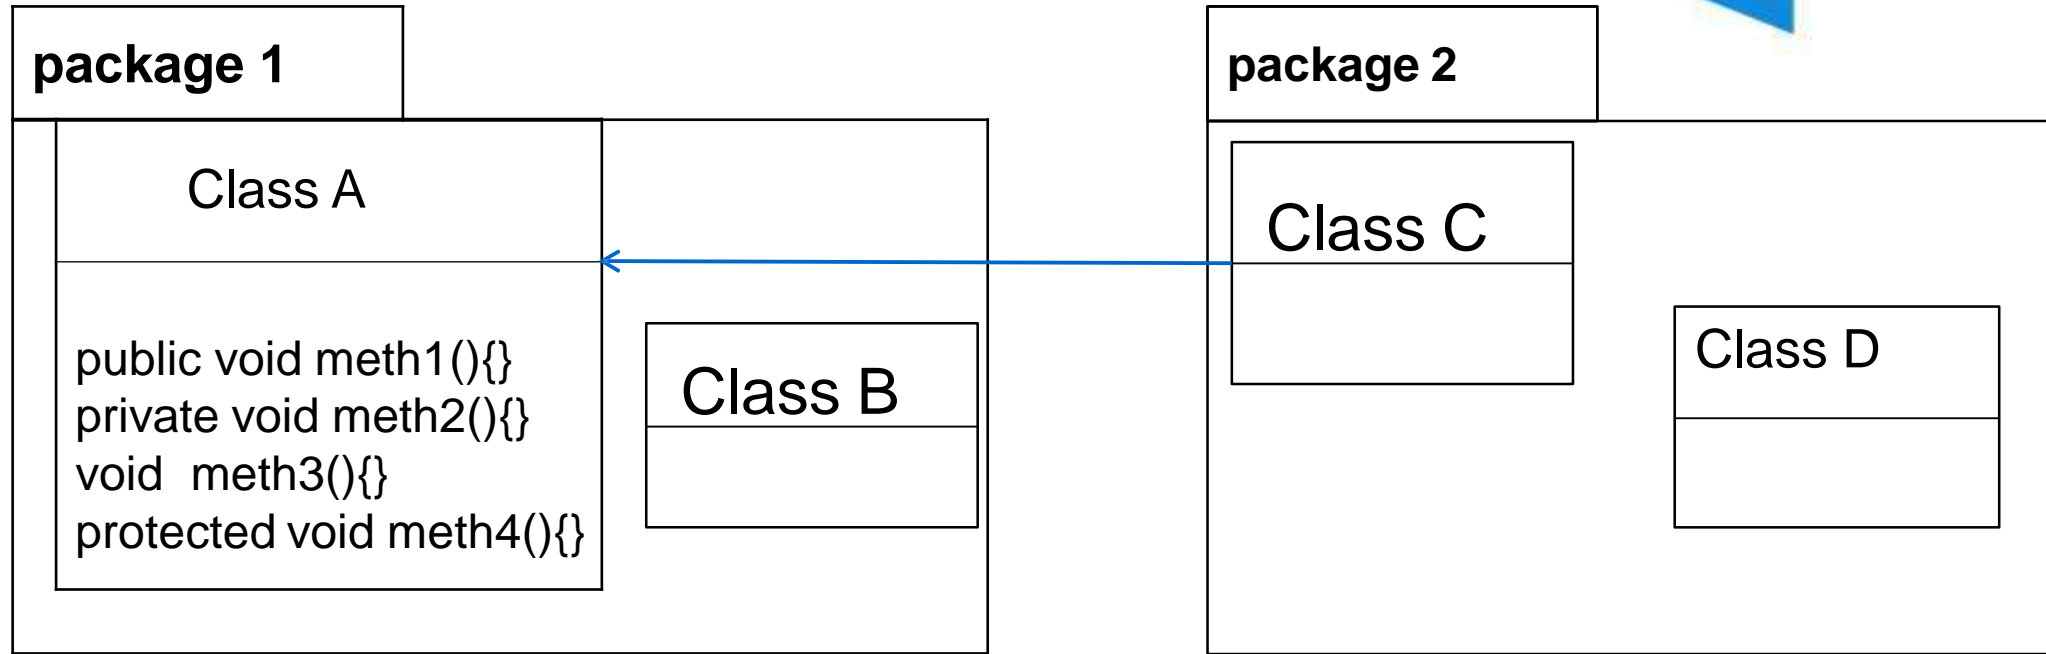 package 1
Class A
public void meth1(){}
private void meth2(){}
void  meth3(){}
protected void meth4(){}
Class B
package 2
Class C
Class D